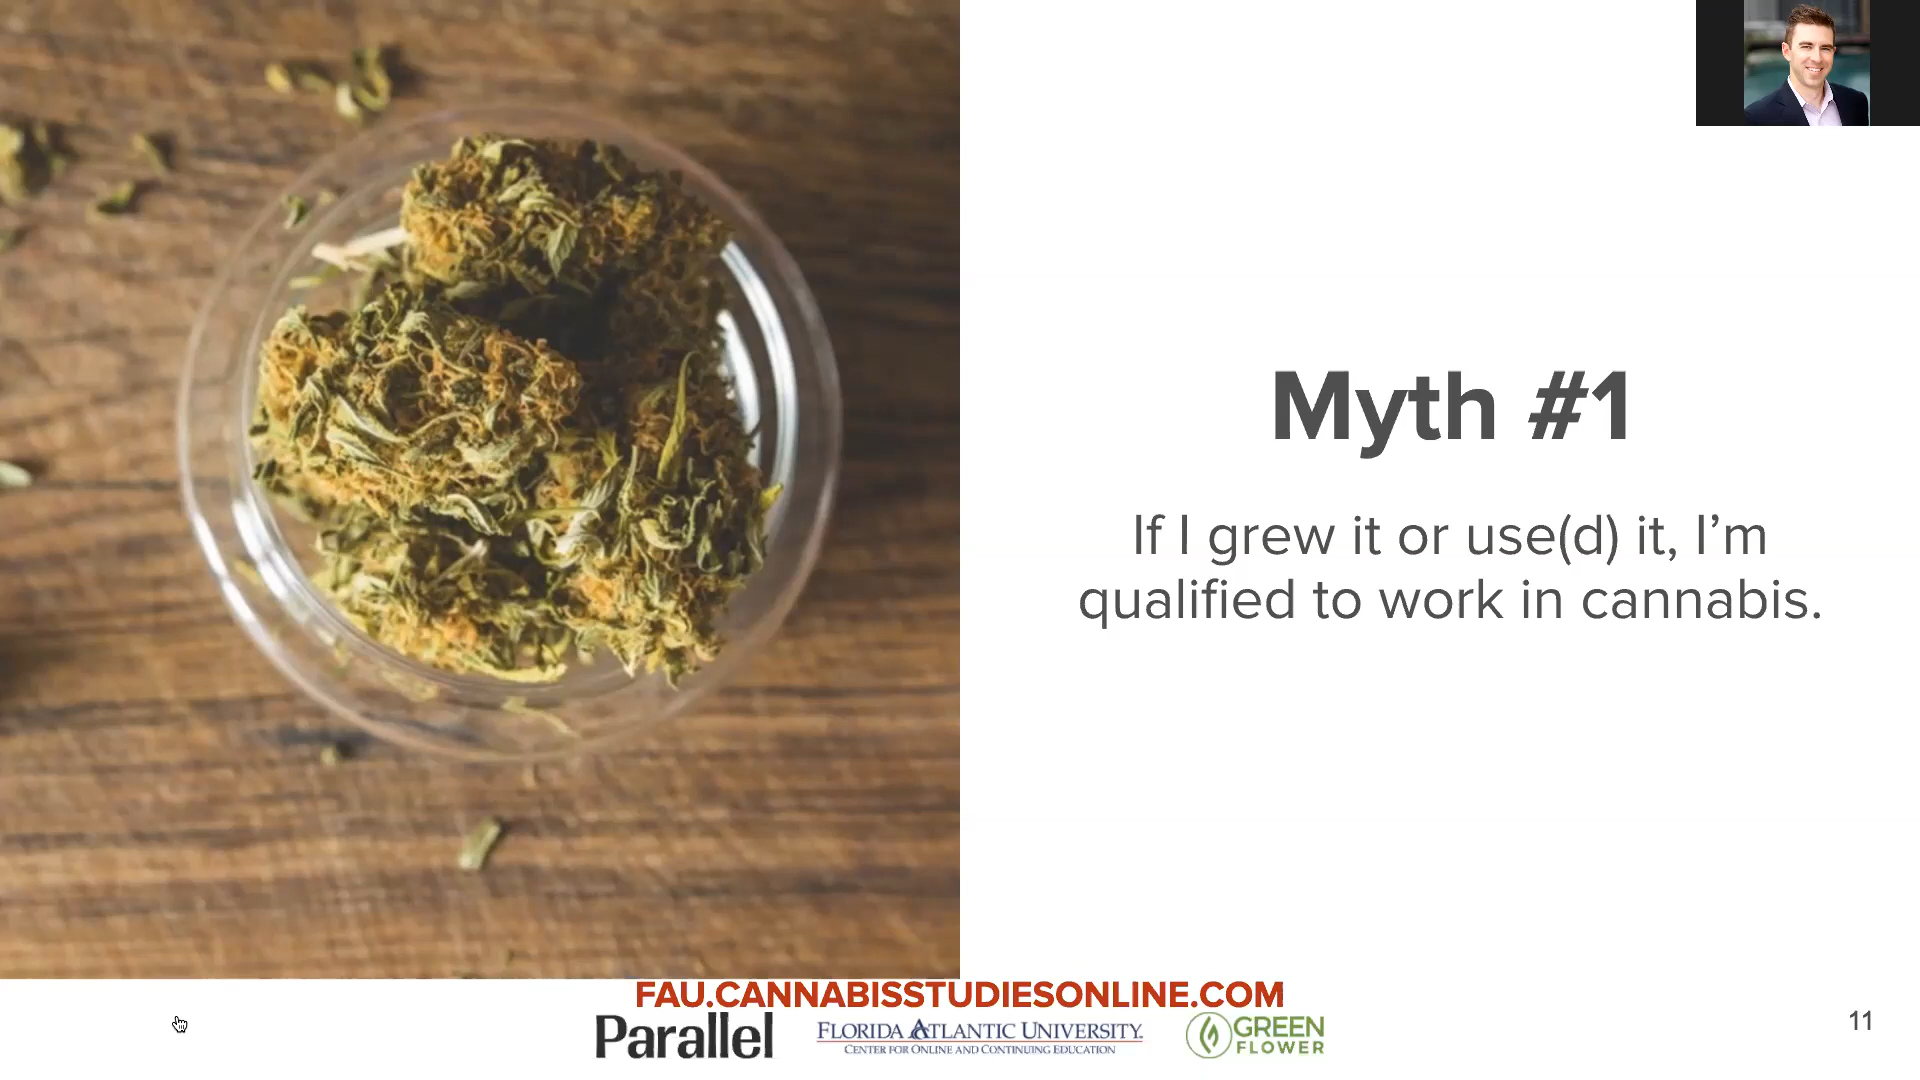 Myth #1
If I grew it or use(d) it, I’m
qualified to work in cannabis.
FAU.CANNABISSTUDIESONLINE.COM
Parallel
FLORIDA ATLANTIC UNIVERSITY.
CENTER FOR ONLINE AND CONTINUING EDUCATION
GREEN
FLOWER
11